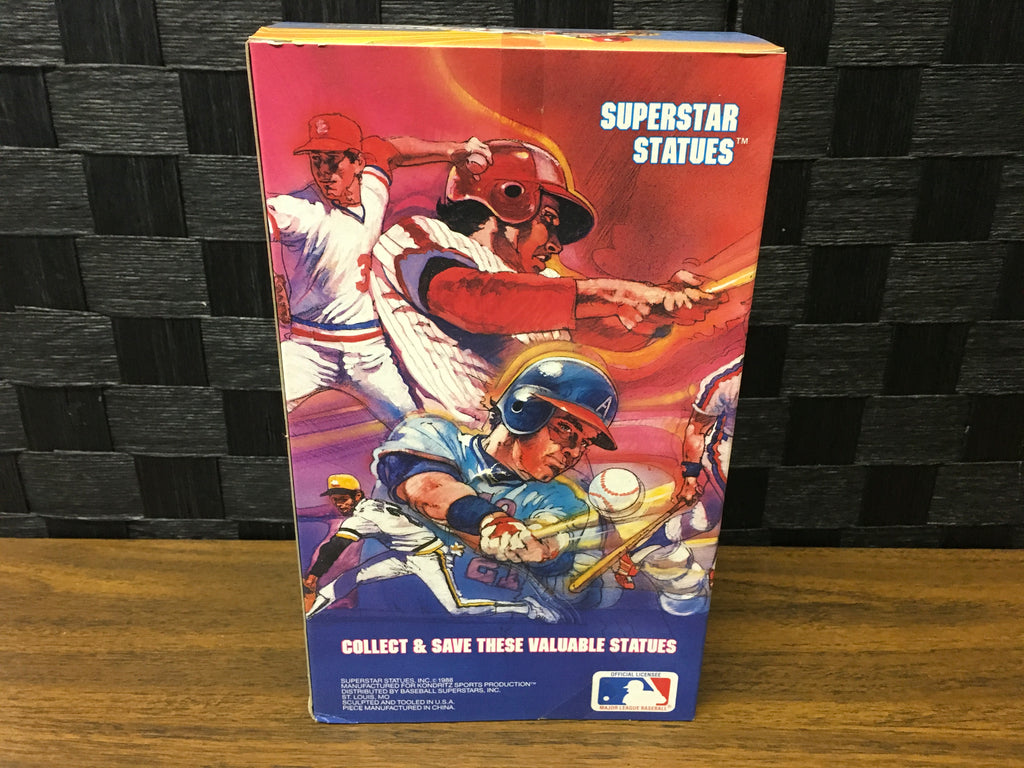 SUPERSTAR
STATUES™
3
A
COLLECT & SAVE THESE VALUABLE STATUES
SUPERSTAR STATUES, INC. © 1988
MANUFACTURED FOR KONDRITZ SPORTS PRODUCTION™
DISTRIBUTED BY BASEBALL SUPERSTARS, INC.
ST. LOUIS, MO
SCULPTED AND TOOLED IN U.S.A.
PIECE MANUFACTURED IN CHINA.
OFFICIAL LICENSEE
MAJOR LEAGUE BASEBALL